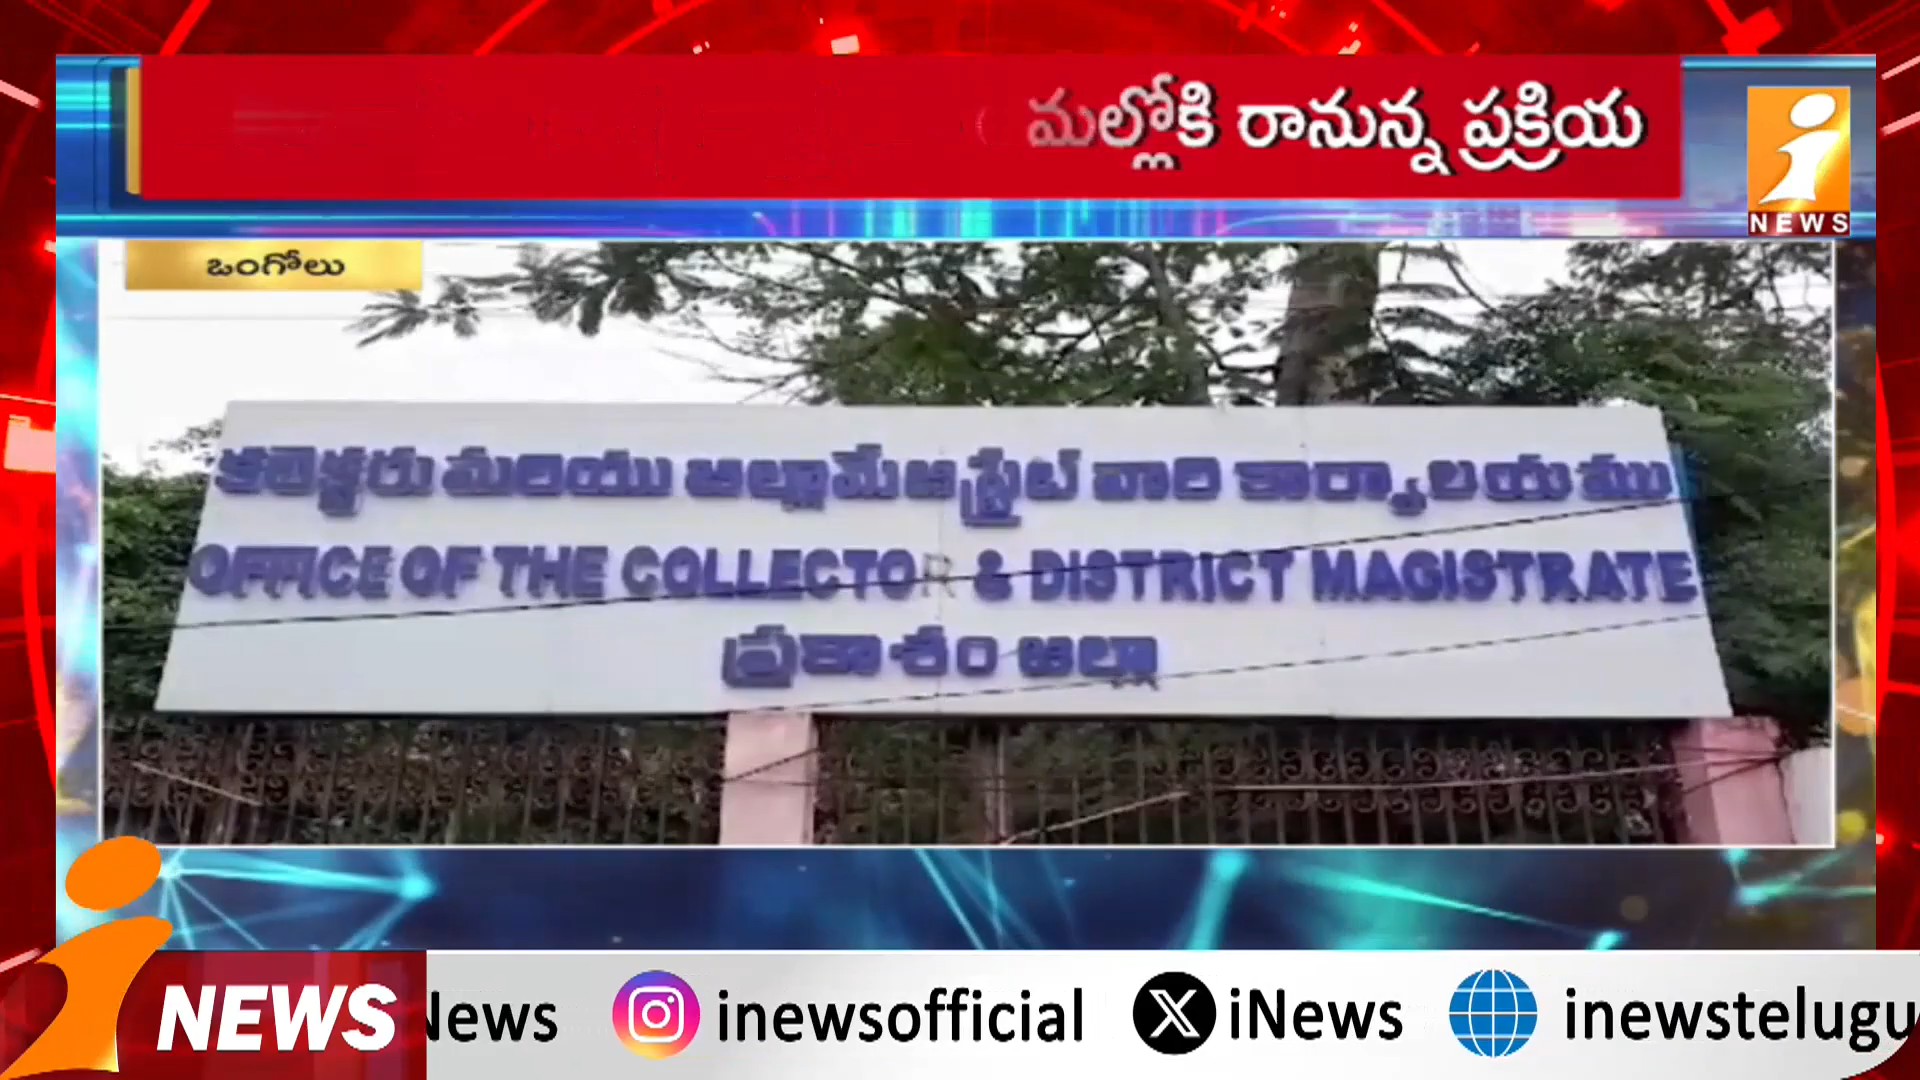 మల్లోకి రానున్న ప్రక్రియ
NEWS
ఒంగోలు
కలెక్టరు మరియు జిల్లా మేజిస్ట్రేట్ వారి కార్యాలయము
OFFICE OF THE COLLECTOR & DISTRICT MAGISTRATE
ప్రకాశం జిల్లా
NEWS
News inewsofficial iNews inewstelugu